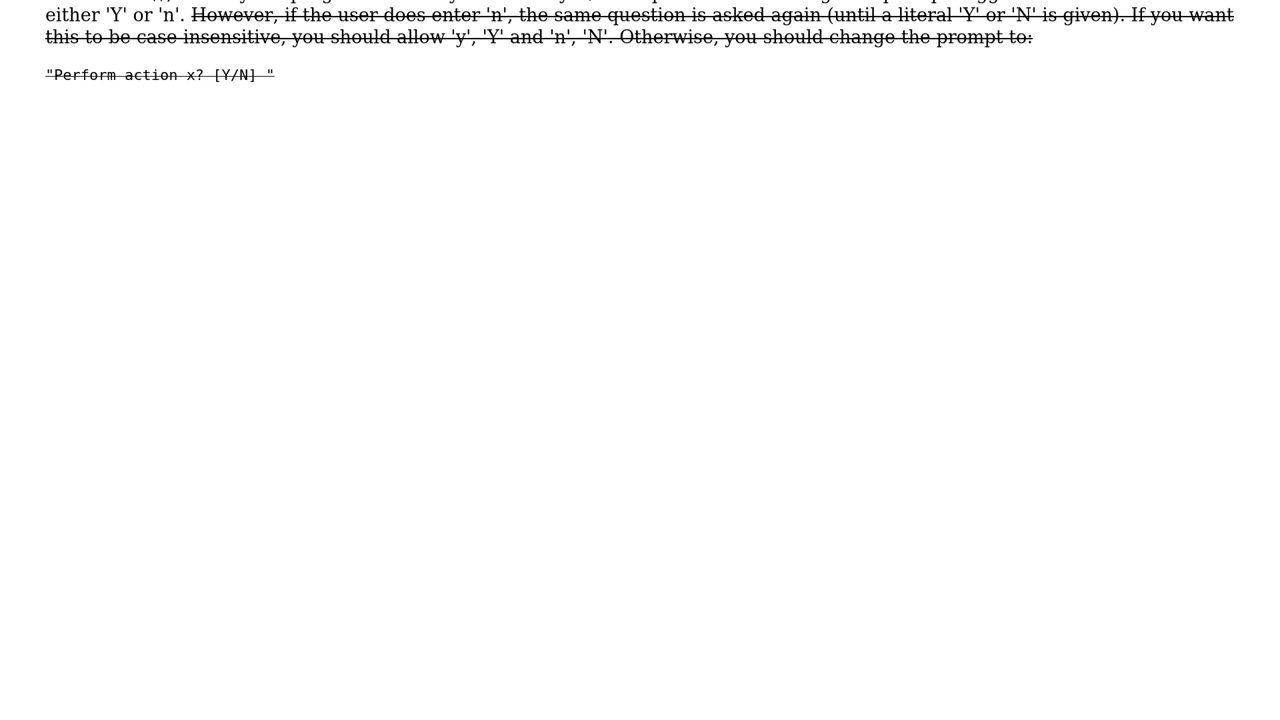 either 'Y' or 'n'. However, if the user does enter 'n', the same question is asked again (until a literal 'Y' or 'N' is given). If you want
this to be case insensitive, you should allow 'y', 'Y' and 'n', 'N'. Otherwise, you should change the prompt to:
"Perform action x? [Y/N] "